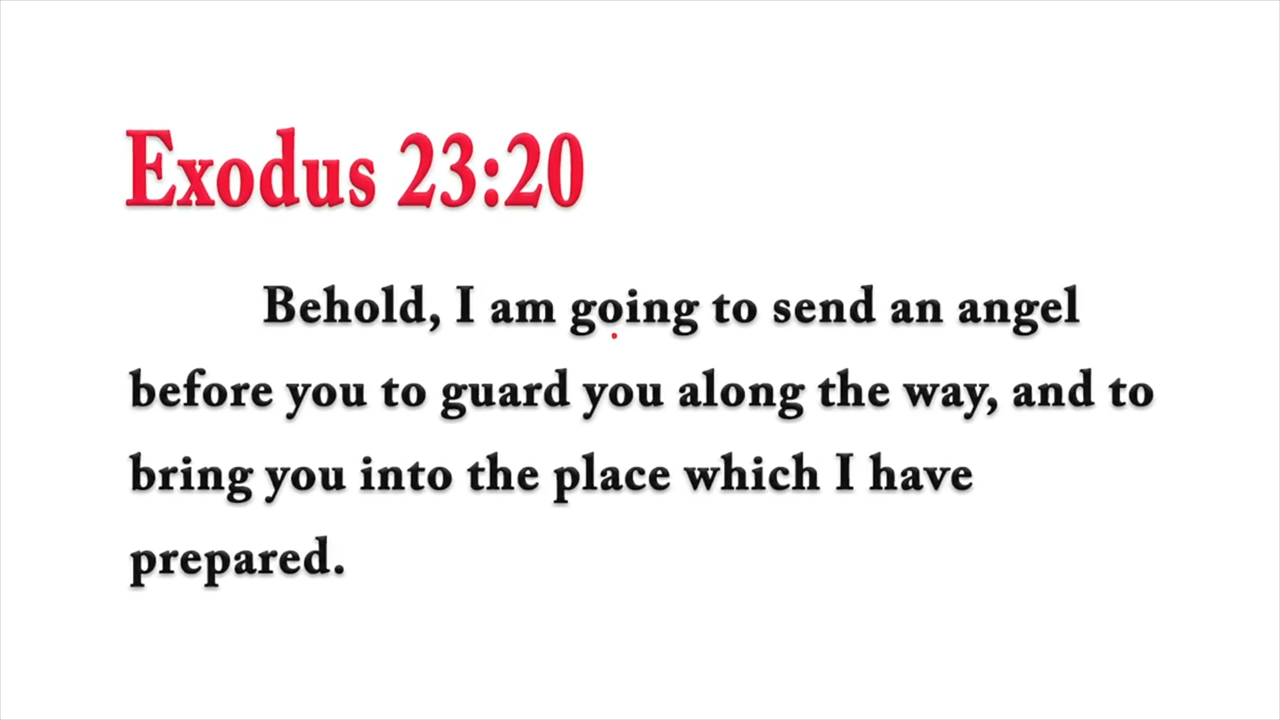 Exodus 23:20
Behold, I am going to send an angel
before you to guard you along the way, and to
bring you into the place which I have
prepared.